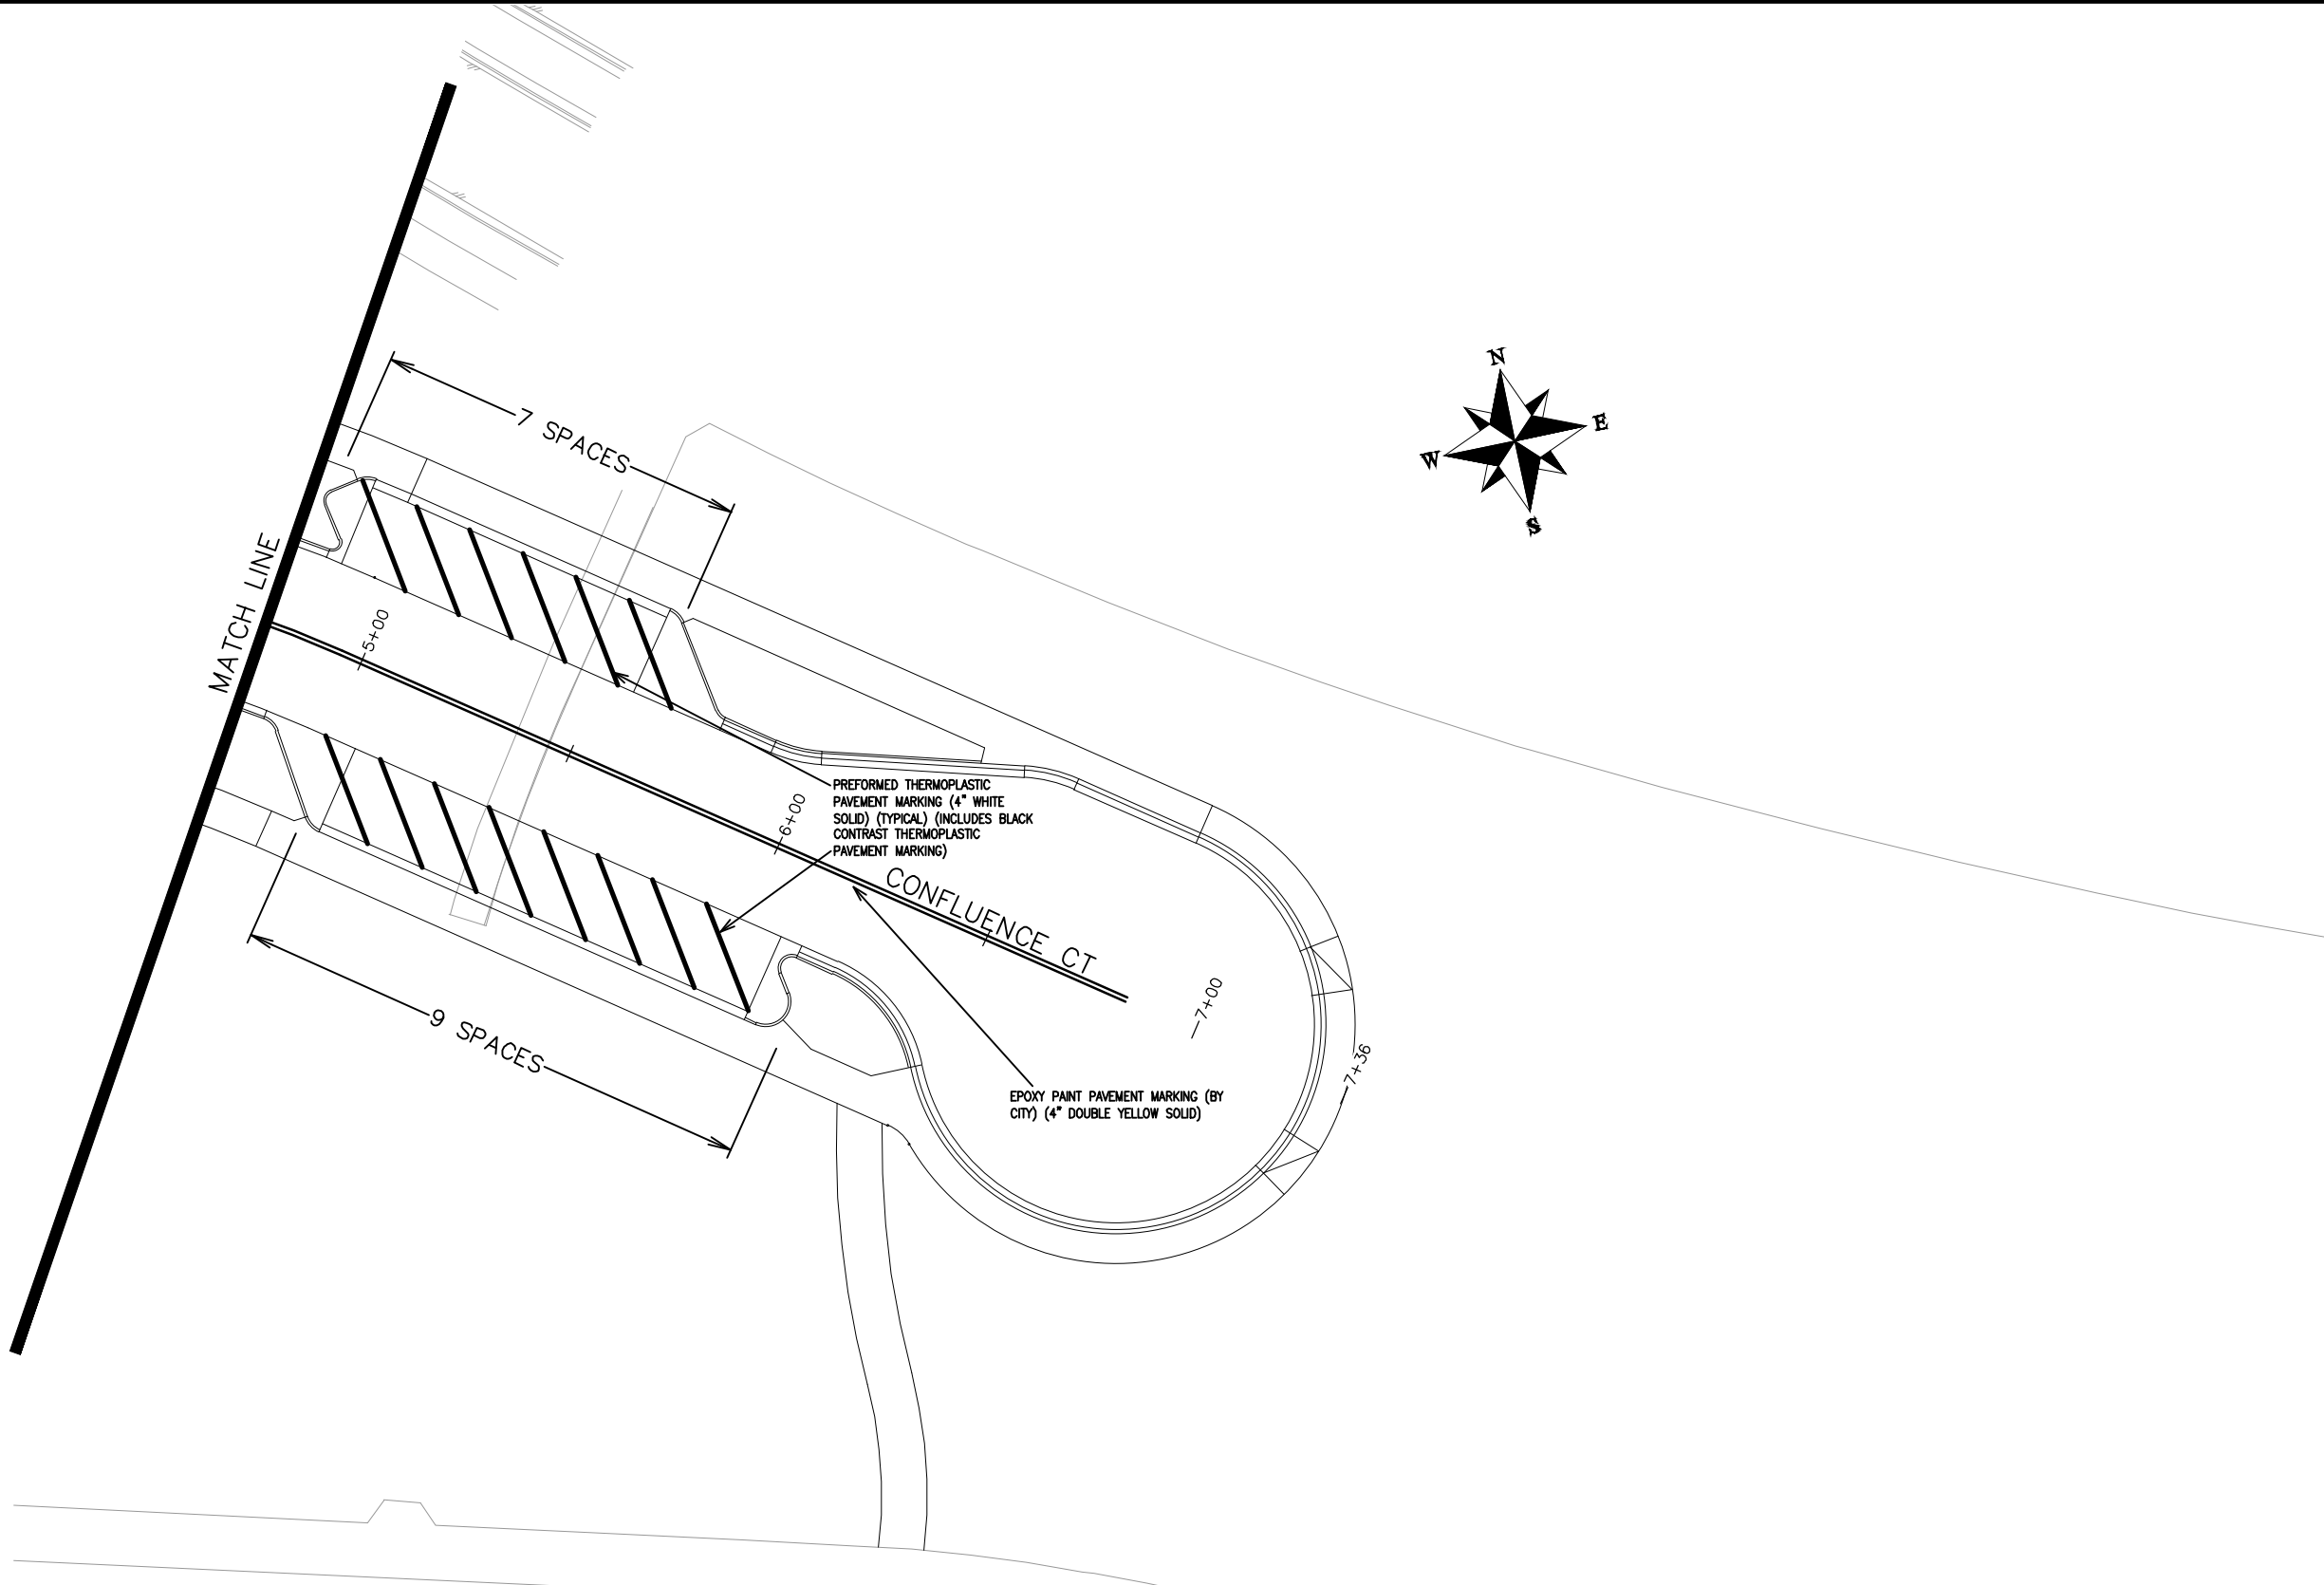 N
E
W
S
7 SPACES
MATCH LINE
5+00
6+00
PREFORMED THERMOPLASTIC
PAVEMENT MARKING (4" WHITE
SOLID) (TYPICAL) (INCLUDES BLACK
CONTRAST THERMOPLASTIC
PAVEMENT MARKING)
CONFLUENCE CT
7+00
7+36
9 SPACES
EPOXY PAINT PAVEMENT MARKING (BY
CITY) (4" DOUBLE YELLOW SOLID)